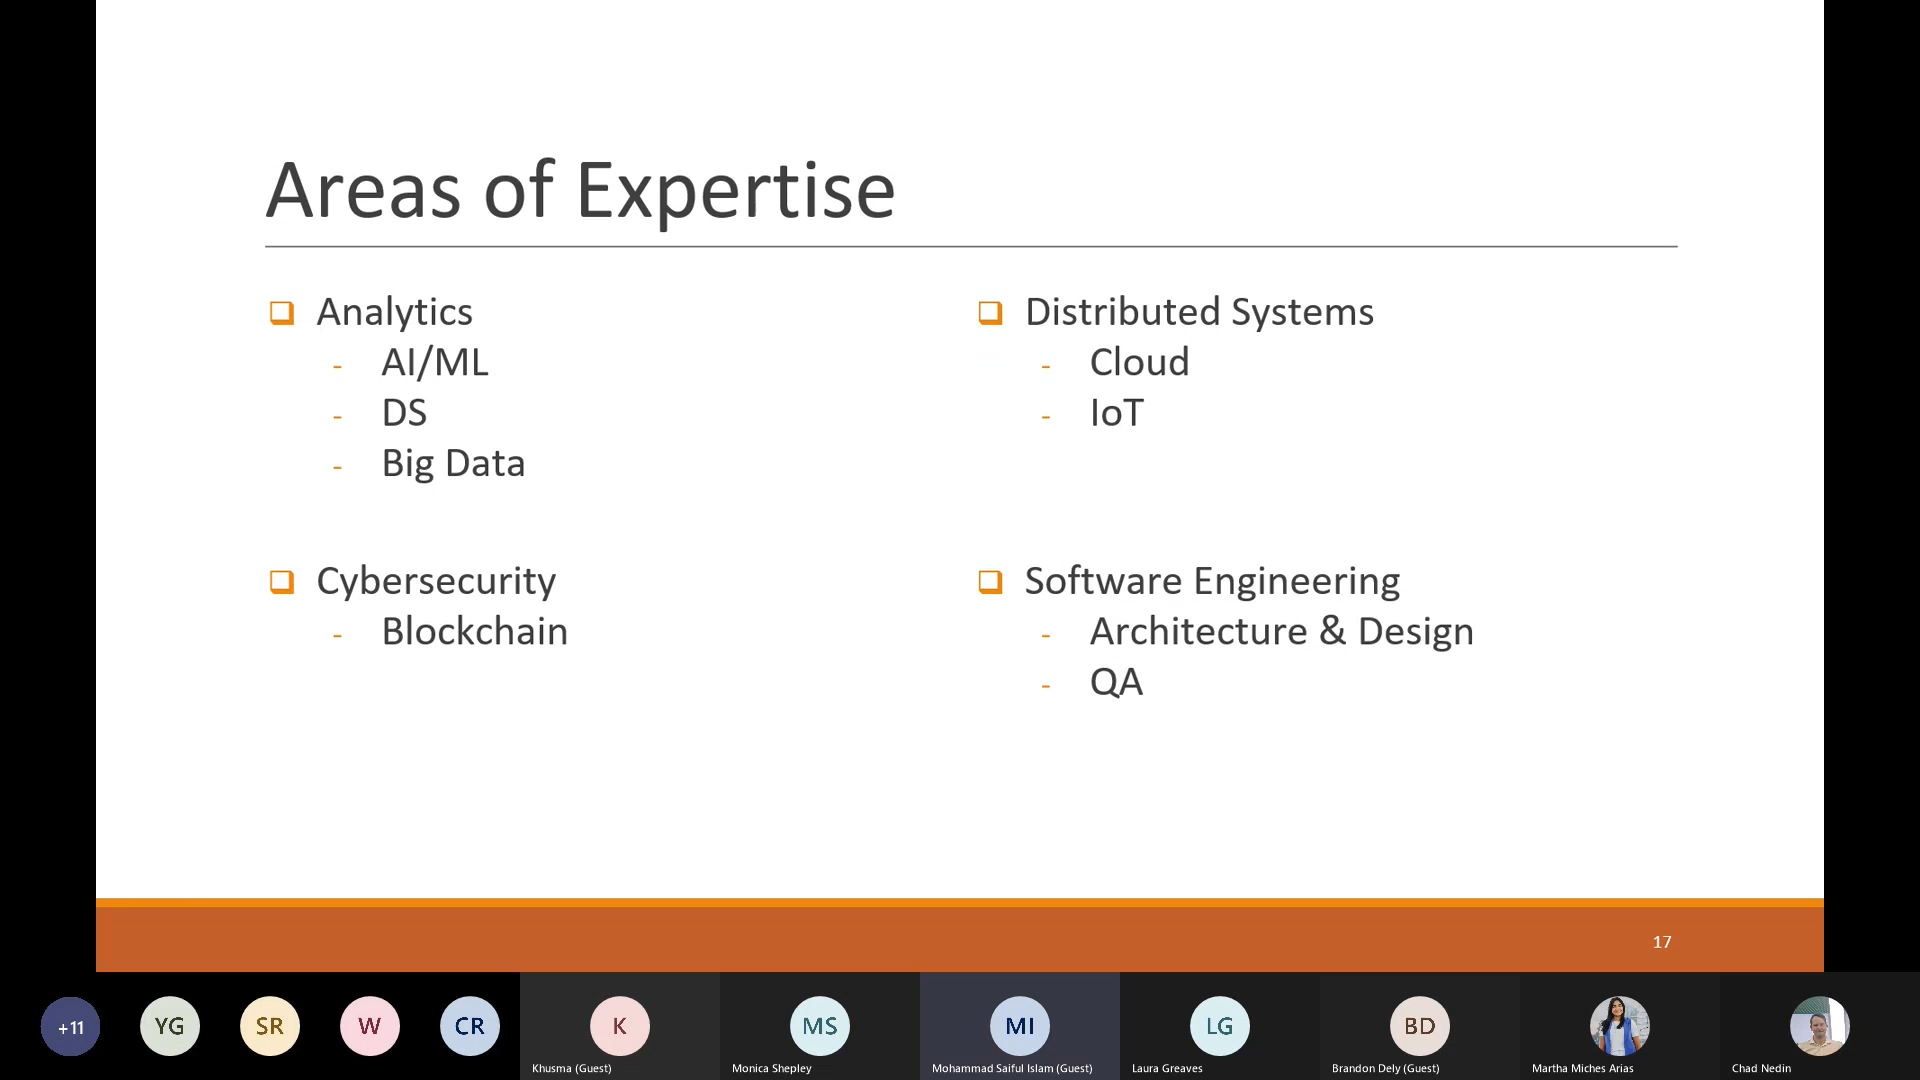 Areas of Expertise
❑ Analytics
- AI/ML
- DS
- Big Data
❑ Cybersecurity
- Blockchain
❑ Distributed Systems
- Cloud
- IoT
❑ Software Engineering
- Architecture & Design
- QA
17
+11
YG
SR
W
CR
K
Khusma (Guest)
MS
Monica Shepley
MI
Mohammad Saiful Islam (Guest)
LG
Laura Greaves
BD
Brandon Dely (Guest)
Martha Miches Arias
Chad Nedin